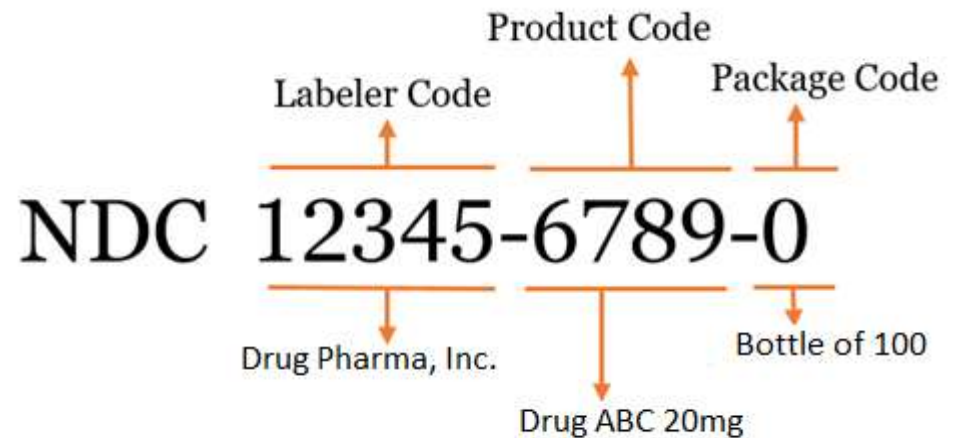 Product Code
Labeler Code
Package Code
NDC 12345-6789-0
Drug Pharma, Inc.
Bottle of 100
Drug ABC 20mg